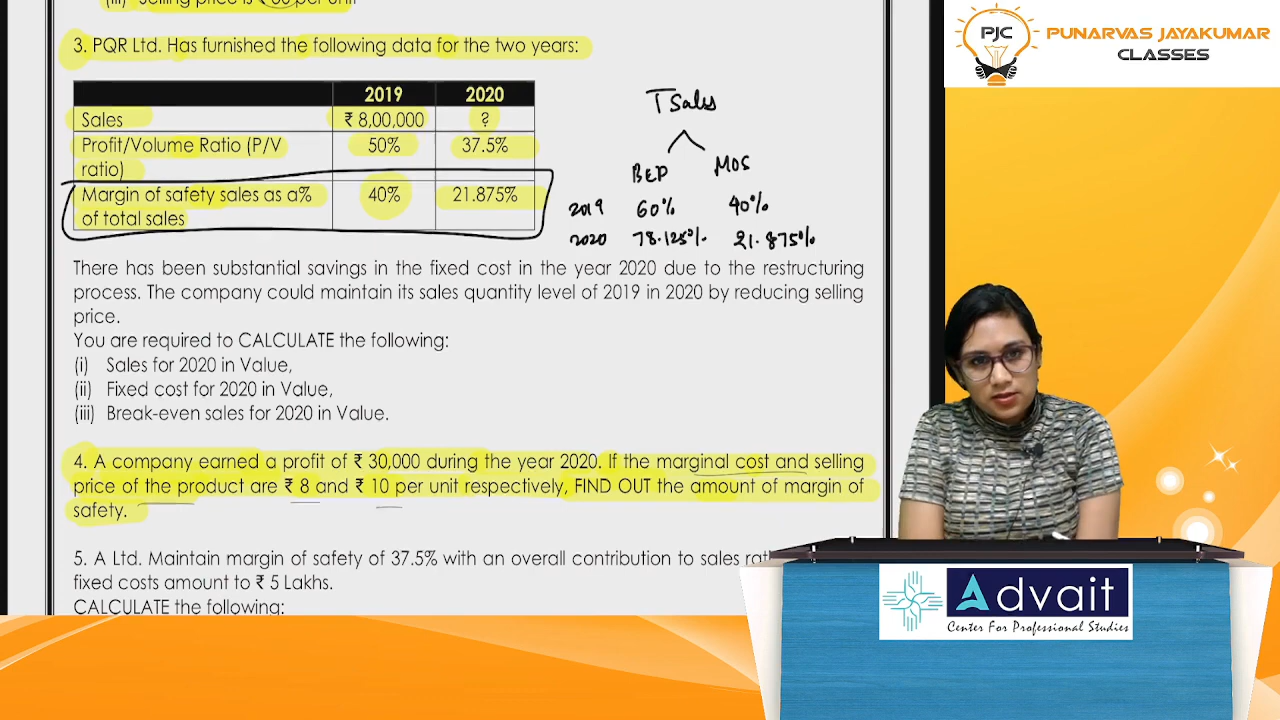 (iii) Selling price is ₹ 60 per unit
3. PQR Ltd. Has furnished the following data for the two years:
2019 2020
Sales ₹ 8,00,000 ?
Profit/Volume Ratio (P/V ratio) 50% 37.5%
Margin of safety sales as a% of total sales 40% 21.875%
T Sales
BEP MOS
2019 60% 40%
2020 78.125% 21.875%
There has been substantial savings in the fixed cost in the year 2020 due to the restructuring
process. The company could maintain its sales quantity level of 2019 in 2020 by reducing selling
price.
You are required to CALCULATE the following:
(i) Sales for 2020 in Value,
(ii) Fixed cost for 2020 in Value,
(iii) Break-even sales for 2020 in Value.
4. A company earned a profit of ₹ 30,000 during the year 2020. If the marginal cost and selling
price of the product are ₹ 8 and ₹ 10 per unit respectively, FIND OUT the amount of margin of
safety.
5. A Ltd. Maintain margin of safety of 37.5% with an overall contribution to sales
fixed costs amount to ₹ 5 Lakhs.
CALCULATE the following:
PJC PUNARVAS JAYAKUMAR
CLASSES
Advait
Center For Professional Studies